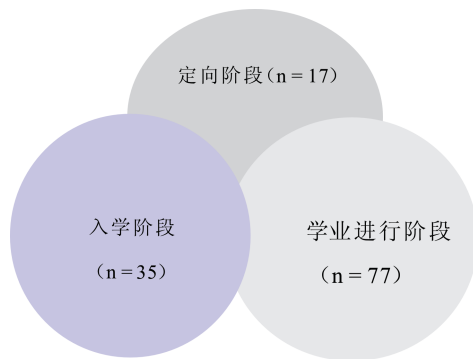 定向阶段(n = 17)
入学阶段
(n = 35)
学业进行阶段
(n = 77)